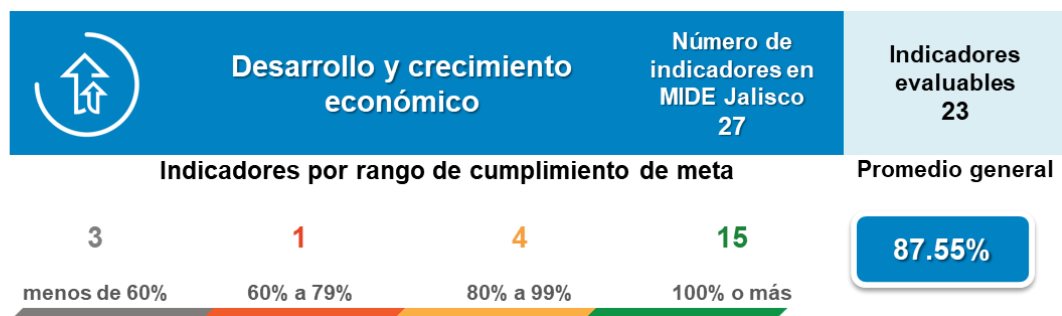 Desarrollo y crecimiento
económico
Número de
indicadores en
MIDE Jalisco
27
Indicadores
evaluables
23
Indicadores por rango de cumplimiento de meta
Promedio general
3
1
4
15
87.55%
menos de 60%
60% a 79%
80% a 99%
100% o más